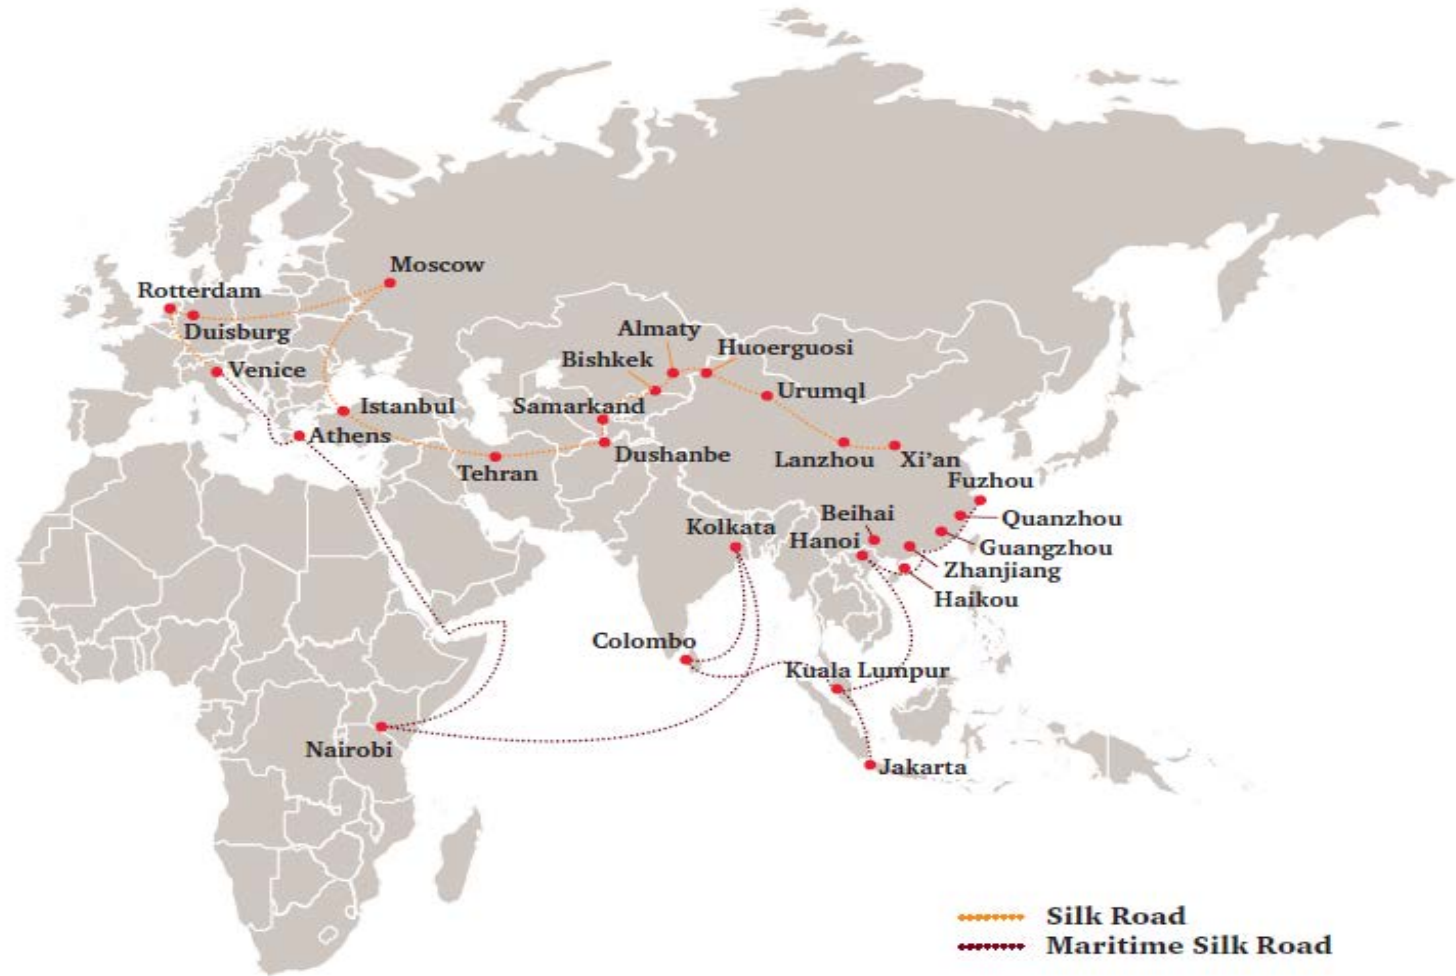 Moscow
Rotterdam
Duisburg
Almaty
Huoerguosi
Bishkek
Venice
Urumql
Istanbul
Samarkand
Athens
Dushanbe
Lanzhou
Xi'an
Tehran
Fuzhou
Beihai
Quanzhou
Kolkata
Hanoi
Guangzhou
Zhanjiang
Haikou
Colombo
Kuala Lumpur
Nairobi
Jakarta
Silk Road
Maritime Silk Road